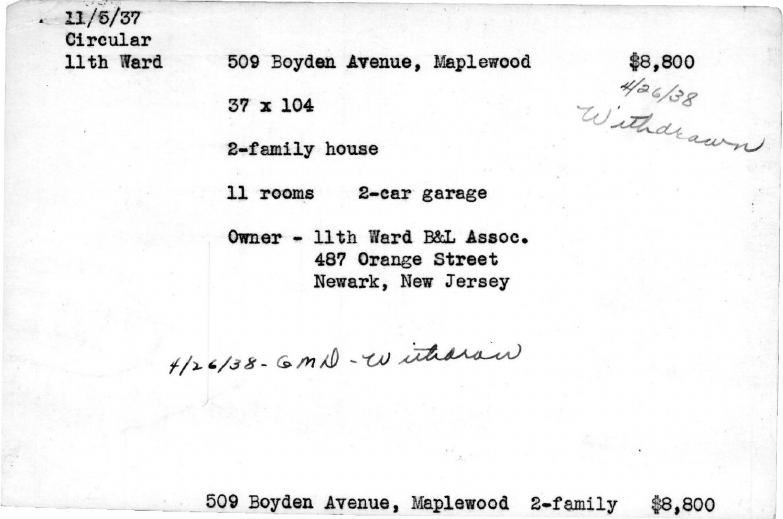 11/5/37
Circular
11th Ward 509 Boyden Avenue, Maplewood $8,800
4/26/38
Withdrawn
37 x 104
2-family house
11 rooms 2-car garage
Owner - 11th Ward B&L Assoc.
487 Orange Street
Newark, New Jersey
4/26/38 - GMD - Withdrawn
509 Boyden Avenue, Maplewood 2-family $8,800